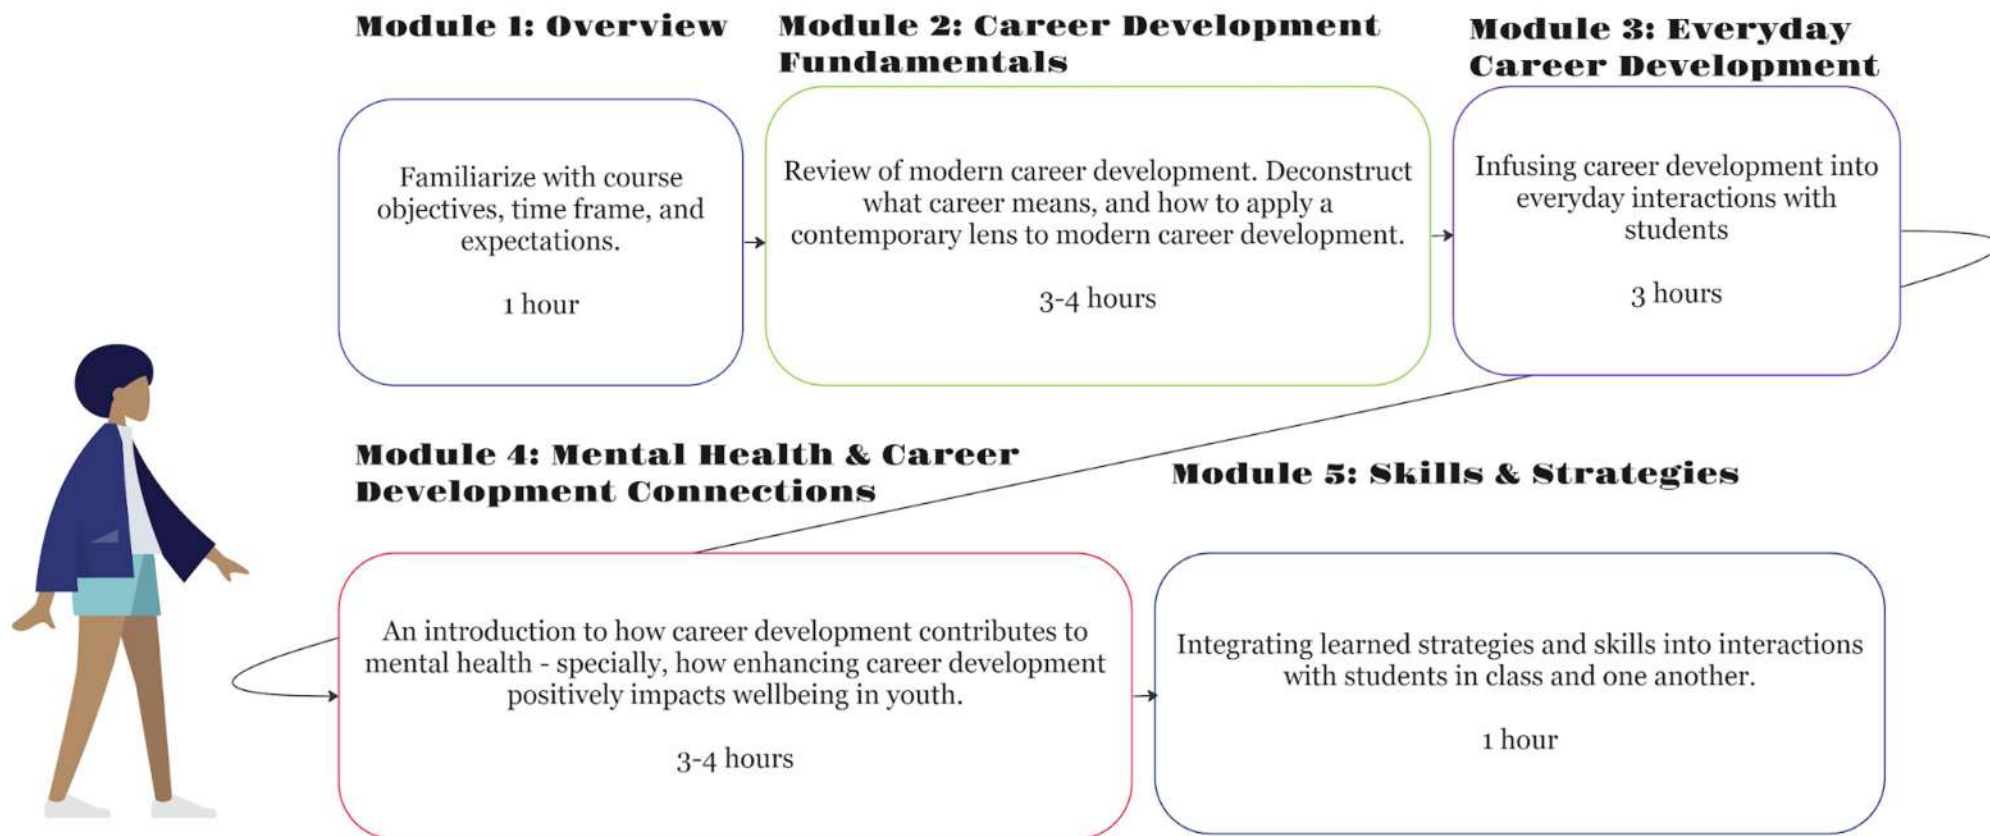 Module 1: Overview
Familiarize with course
objectives, time frame, and
expectations.
1 hour
Module 2: Career Development
Fundamentals
Review of modern career development. Deconstruct
what career means, and how to apply a
contemporary lens to modern career development.
3-4 hours
Module 3: Everyday
Career Development
Infusing career development into
everyday interactions with
students
3 hours
Module 4: Mental Health & Career
Development Connections
An introduction to how career development contributes to
mental health - specially, how enhancing career development
positively impacts wellbeing in youth.
3-4 hours
Module 5: Skills & Strategies
Integrating learned strategies and skills into interactions
with students in class and one another.
1 hour